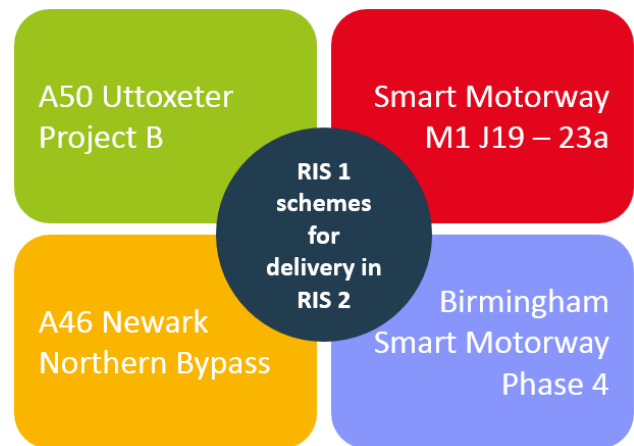 A50 Uttoxeter
Project B
Smart Motorway
M1 J19 – 23a
RIS 1
schemes
for
delivery in
RIS 2
A46 Newark
Northern Bypass
Birmingham
Smart Motorway
Phase 4